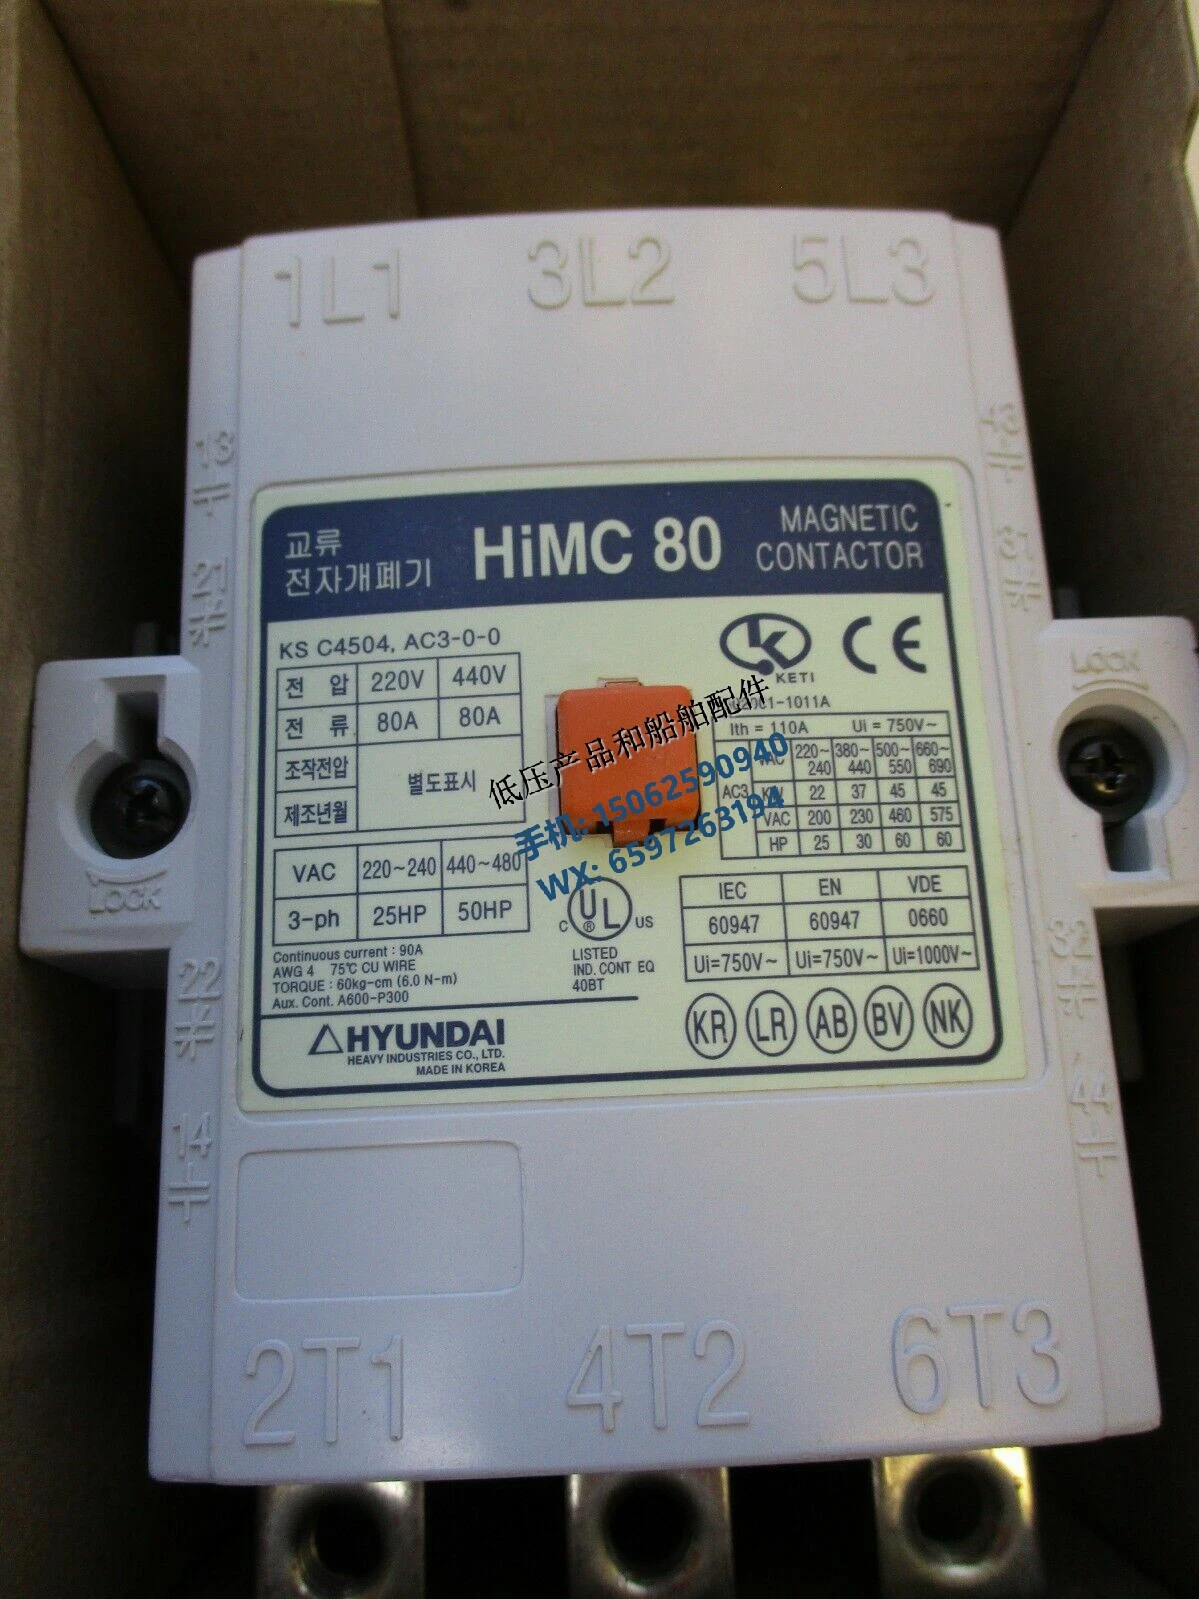 1L1 3L2 5L3
13 43
21 31
교류 전자개폐기 HiMC 80 MAGNETIC CONTACTOR
KS C4504, AC3-0-0
전 압 220V 440V
전 류 80A 80A
조작전압 별도표시
제조년월
VAC 220~240 440~480
3-ph 25HP 50HP
Continuous current : 90A
AWG 4 75℃ CU WIRE
TORQUE : 60kg-cm (6.0 N-m)
Aux. Cont. A600-P300
HYUNDAI
HEAVY INDUSTRIES CO., LTD.
MADE IN KOREA
K CE
KETI
-1011A
Ith = 110A Ui = 750V~
VAC 220~240 380~440 500~550 660~690
AC3 KW 22 37 45 45
VAC 200 230 460 575
HP 25 30 60 60
C UL ® US
LISTED
IND. CONT EQ
40BT
IEC EN VDE
60947 60947 0660
Ui=750V~ Ui=750V~ Ui=1000V~
KR LR AB BV NK
低压产品和船舶配件
手机: 15062590940
WX: 6597263194
LOCK LOCK
22 32
14 44
2T1 4T2 6T3